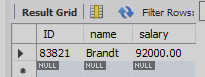 Result Grid Filter Rows:
ID name salary
83821 Brandt 92000.00
NULL NULL NULL